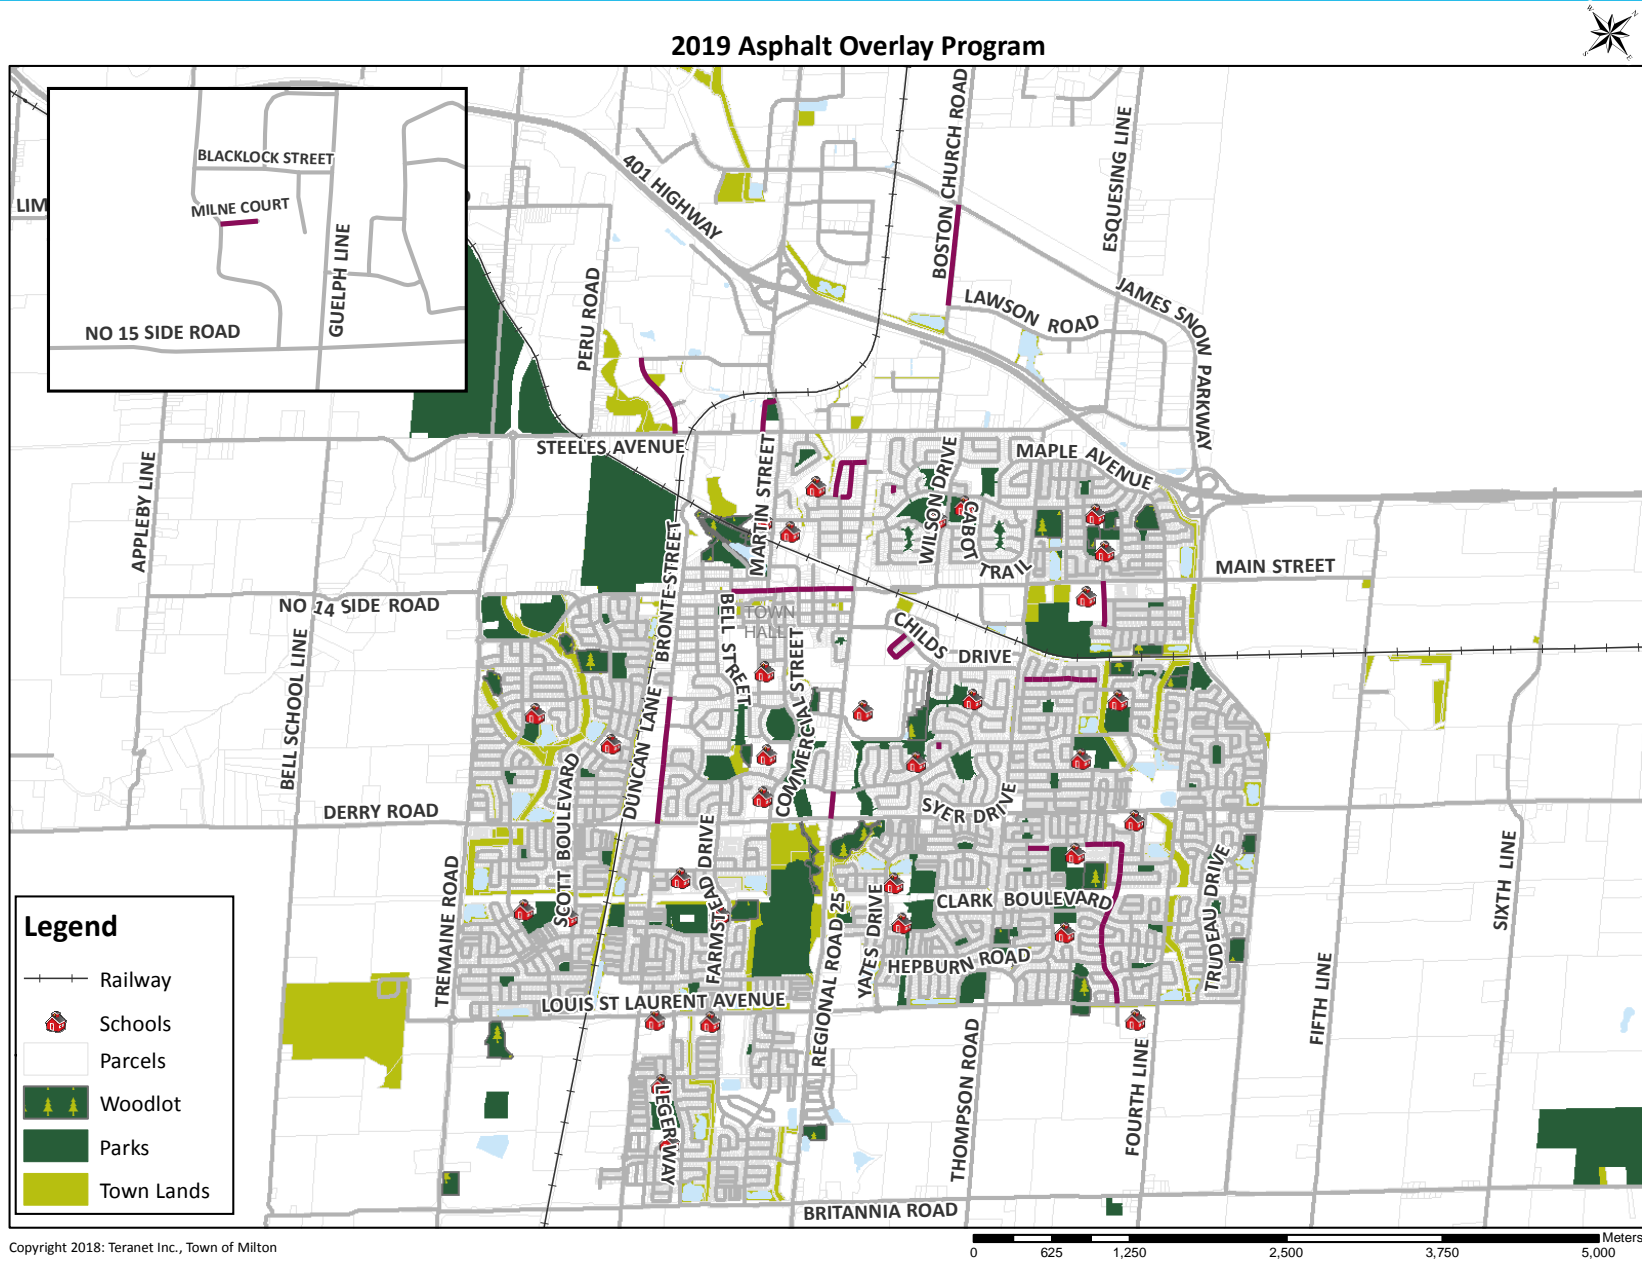 2019 Asphalt Overlay Program
W
N
S
E
BLACKLOCK STREET
MILNE COURT
GUELPH LINE
NO 15 SIDE ROAD
LIM
401 HIGHWAY
BOSTON CHURCH ROAD
ESQUESING LINE
PERU ROAD
LAWSON ROAD
JAMES SNOW PARKWAY
STEELES AVENUE
MAPLE AVENUE
APPLEBY LINE
MARTIN STREET
WILSON DRIVE
CABOT TRAIL
MAIN STREET
NO 14 SIDE ROAD
BRONTE STREET
BELL STREET
TOWN
HALL
CHILDS DRIVE
BELL SCHOOL LINE
COMMERCIAL STREET
DUNCAN LANE
DERRY ROAD
SCOTT BOULEVARD
SYER DRIVE
TREMAINE ROAD
FARMSTEAD DRIVE
CLARK BOULEVARD
TRUDEAU DRIVE
SIXTH LINE
REGIONAL ROAD 25
YATES DRIVE
HEPBURN ROAD
LOUIS ST LAURENT AVENUE
FIFTH LINE
THOMPSON ROAD
FOURTH LINE
LEGER WAY
BRITANNIA ROAD
Legend
Railway
Schools
Parcels
Woodlot
Parks
Town Lands
Copyright 2018: Teranet Inc., Town of Milton
Meters
0 625 1,250 2,500 3,750 5,000